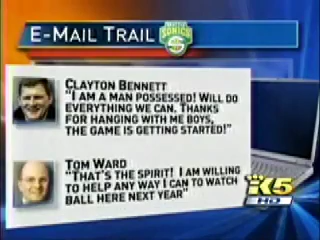 E-MAIL TRAIL
SONICS
CLAYTON BENNETT
"I AM A MAN POSSESSED! WILL DO
EVERYTHING WE CAN. THANKS
FOR HANGING WITH ME BOYS,
THE GAME IS GETTING STARTED!"
TOM WARD
"THAT'S THE SPIRIT! I AM WILLING
TO HELP ANY WAY I CAN TO WATCH
BALL HERE NEXT YEAR"
K5
HD